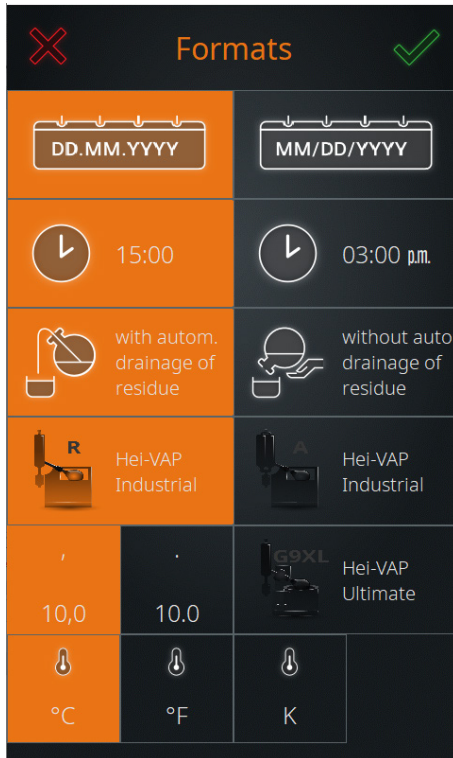 Formats
DD.MM.YYYY
MM/DD/YYYY
15:00
03:00 p.m.
with autom.
drainage of
residue
without auto
drainage of
residue
R
Hei-VAP
Industrial
A
Hei-VAP
Industrial
,
10,0
.
10.0
G9XL
Hei-VAP
Ultimate
°C
°F
K